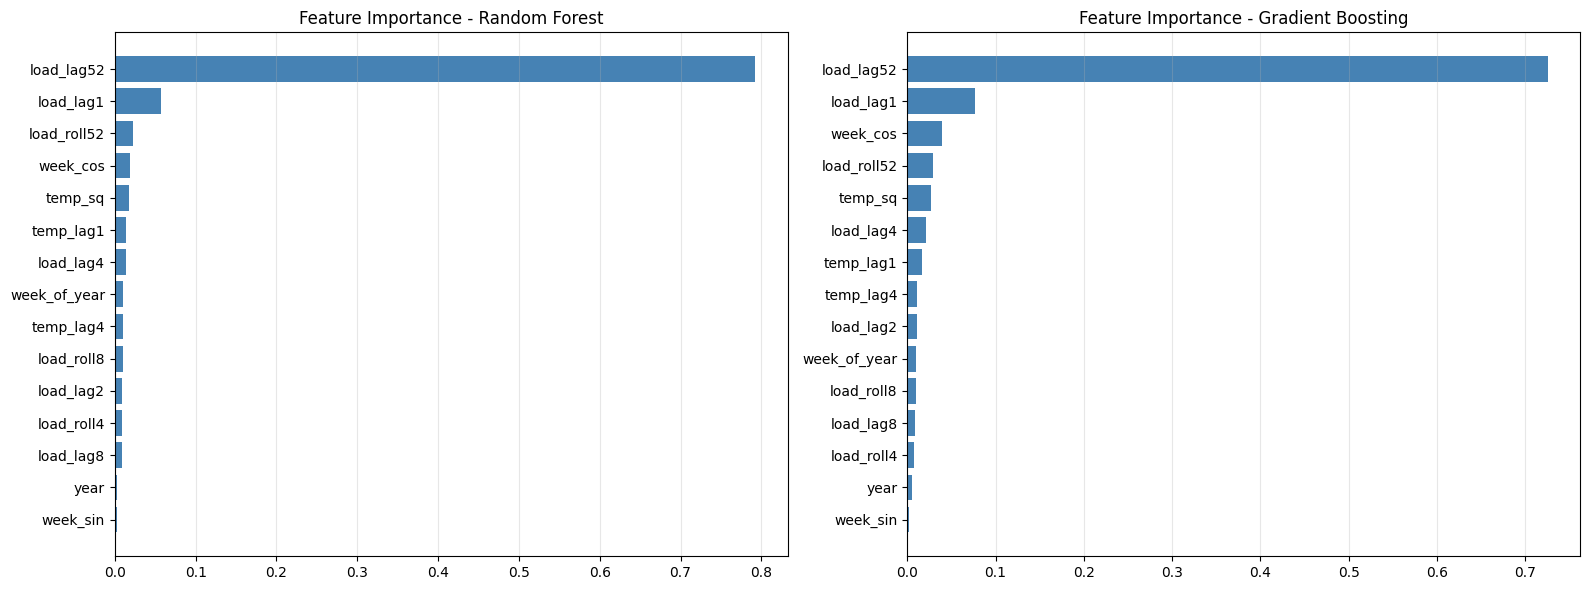 Feature Importance - Random Forest
load_lag52
load_lag1
load_roll52
week_cos
temp_sq
temp_lag1
load_lag4
week_of_year
temp_lag4
load_roll8
load_lag2
load_roll4
load_lag8
year
week_sin
0.0 0.1 0.2 0.3 0.4 0.5 0.6 0.7 0.8
Feature Importance - Gradient Boosting
load_lag52
load_lag1
week_cos
load_roll52
temp_sq
load_lag4
temp_lag1
temp_lag4
load_lag2
week_of_year
load_roll8
load_lag8
load_roll4
year
week_sin
0.0 0.1 0.2 0.3 0.4 0.5 0.6 0.7